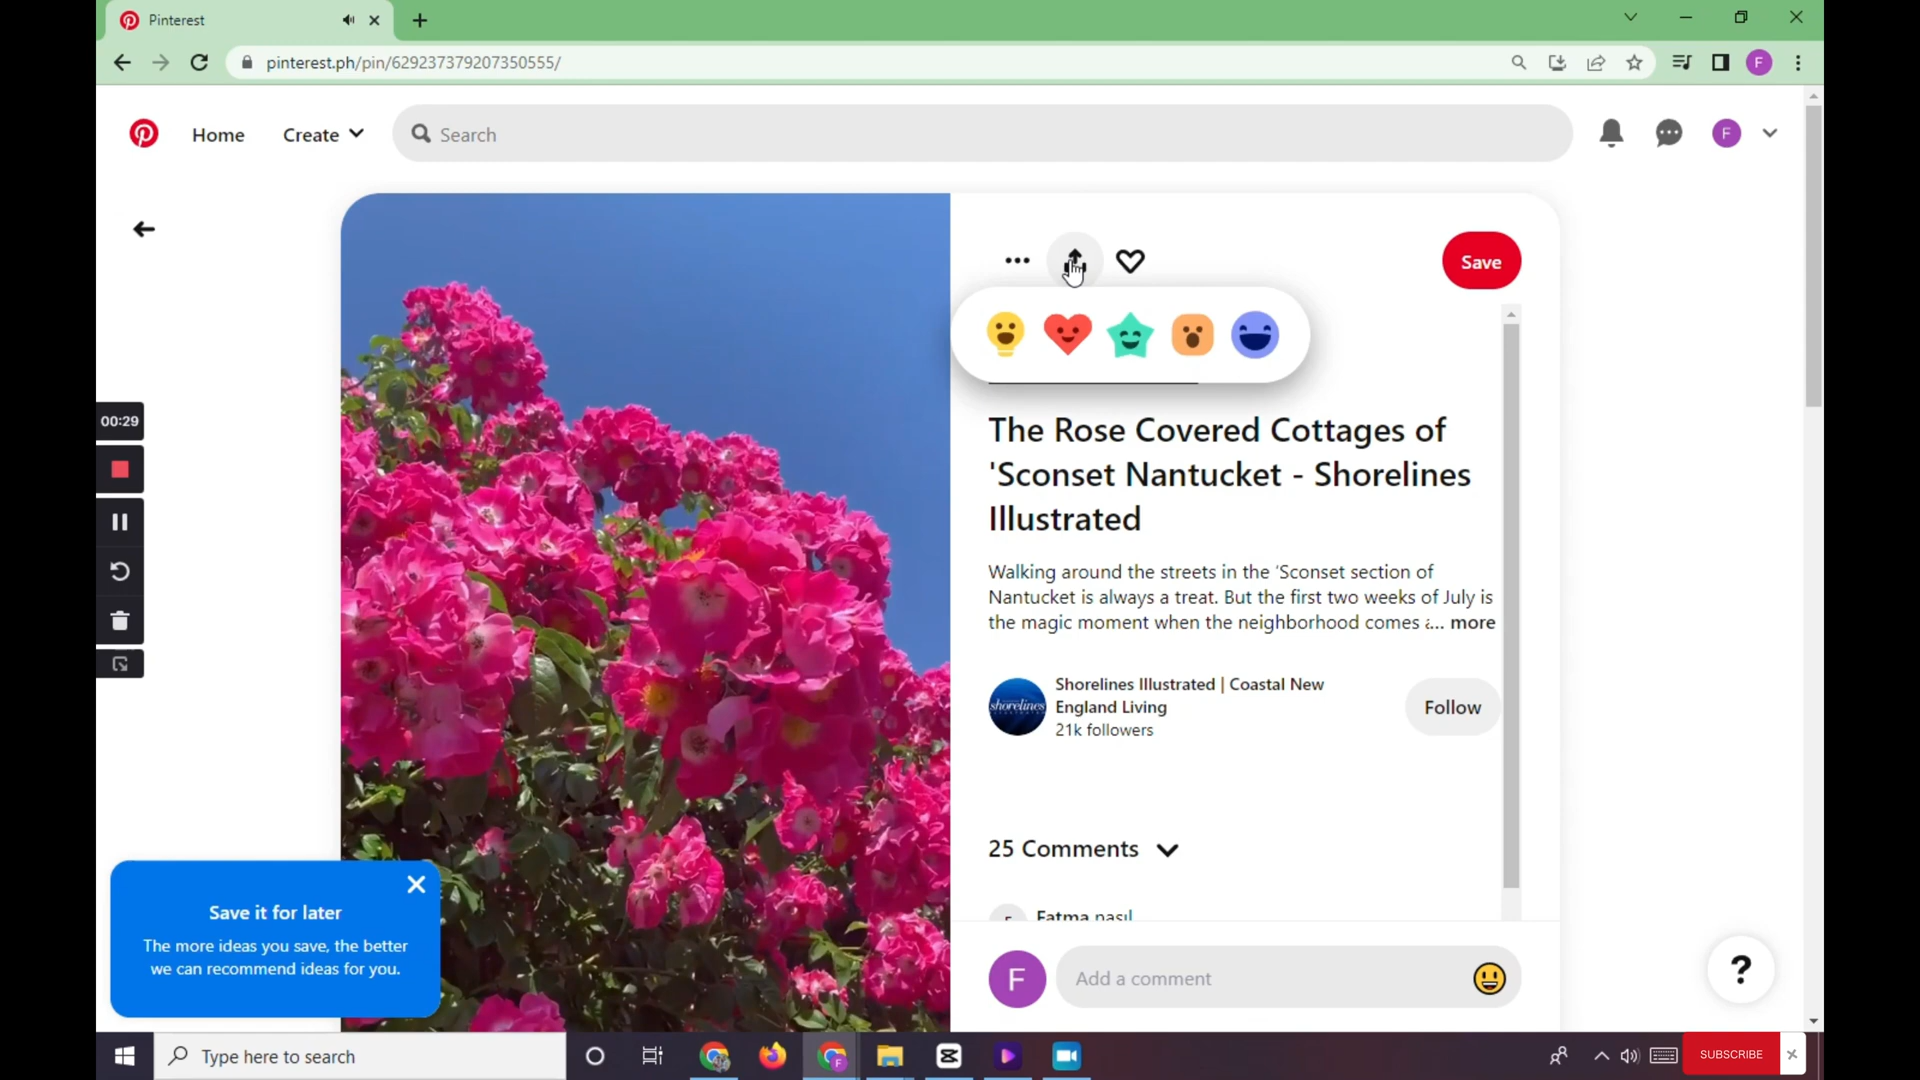 Pinterest
pinterest.ph/pin/629237379207350555/
F
Home
Create
Search
F
Save
00:29
The Rose Covered Cottages of
'Sconset Nantucket - Shorelines
Illustrated
Walking around the streets in the 'Sconset section of
Nantucket is always a treat. But the first two weeks of July is
the magic moment when the neighborhood comes a... more
shorelines
Shorelines Illustrated | Coastal New
England Living
21k followers
Follow
25 Comments
Fatma nasıl
Save it for later
The more ideas you save, the better
we can recommend ideas for you.
F
Add a comment
?
Type here to search
SUBSCRIBE